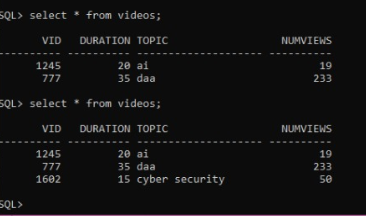 SQL> select * from videos;
VID DURATION TOPIC NUMVIEWS
---------- ---------- -------------------- ----------
1245 20 ai 19
777 35 daa 233
SQL> select * from videos;
VID DURATION TOPIC NUMVIEWS
---------- ---------- -------------------- ----------
1245 20 ai 19
777 35 daa 233
1602 15 cyber security 50
SQL>